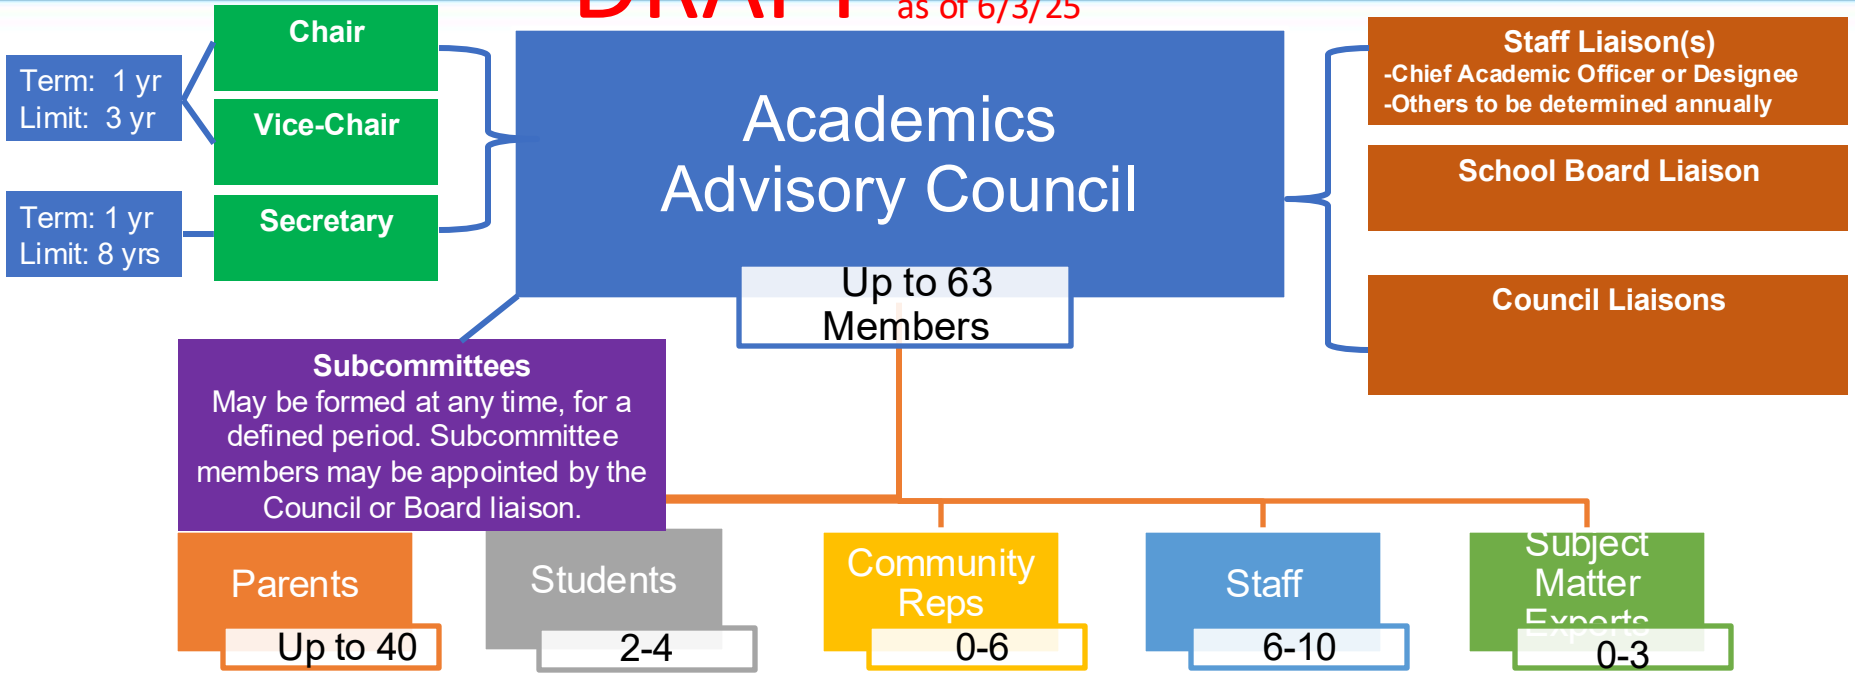 DRAFT as of 6/3/25
Chair
Term: 1 yr
Limit: 3 yr
Vice-Chair
Term: 1 yr
Limit: 8 yrs
Secretary
Academics
Advisory Council
Up to 63
Members
Staff Liaison(s)
-Chief Academic Officer or Designee
-Others to be determined annually
School Board Liaison
Council Liaisons
Subcommittees
May be formed at any time, for a
defined period. Subcommittee
members may be appointed by the
Council or Board liaison.
Parents
Up to 40
Students
2-4
Community
Reps
0-6
Staff
6-10
Subject
Matter
Experts
0-3